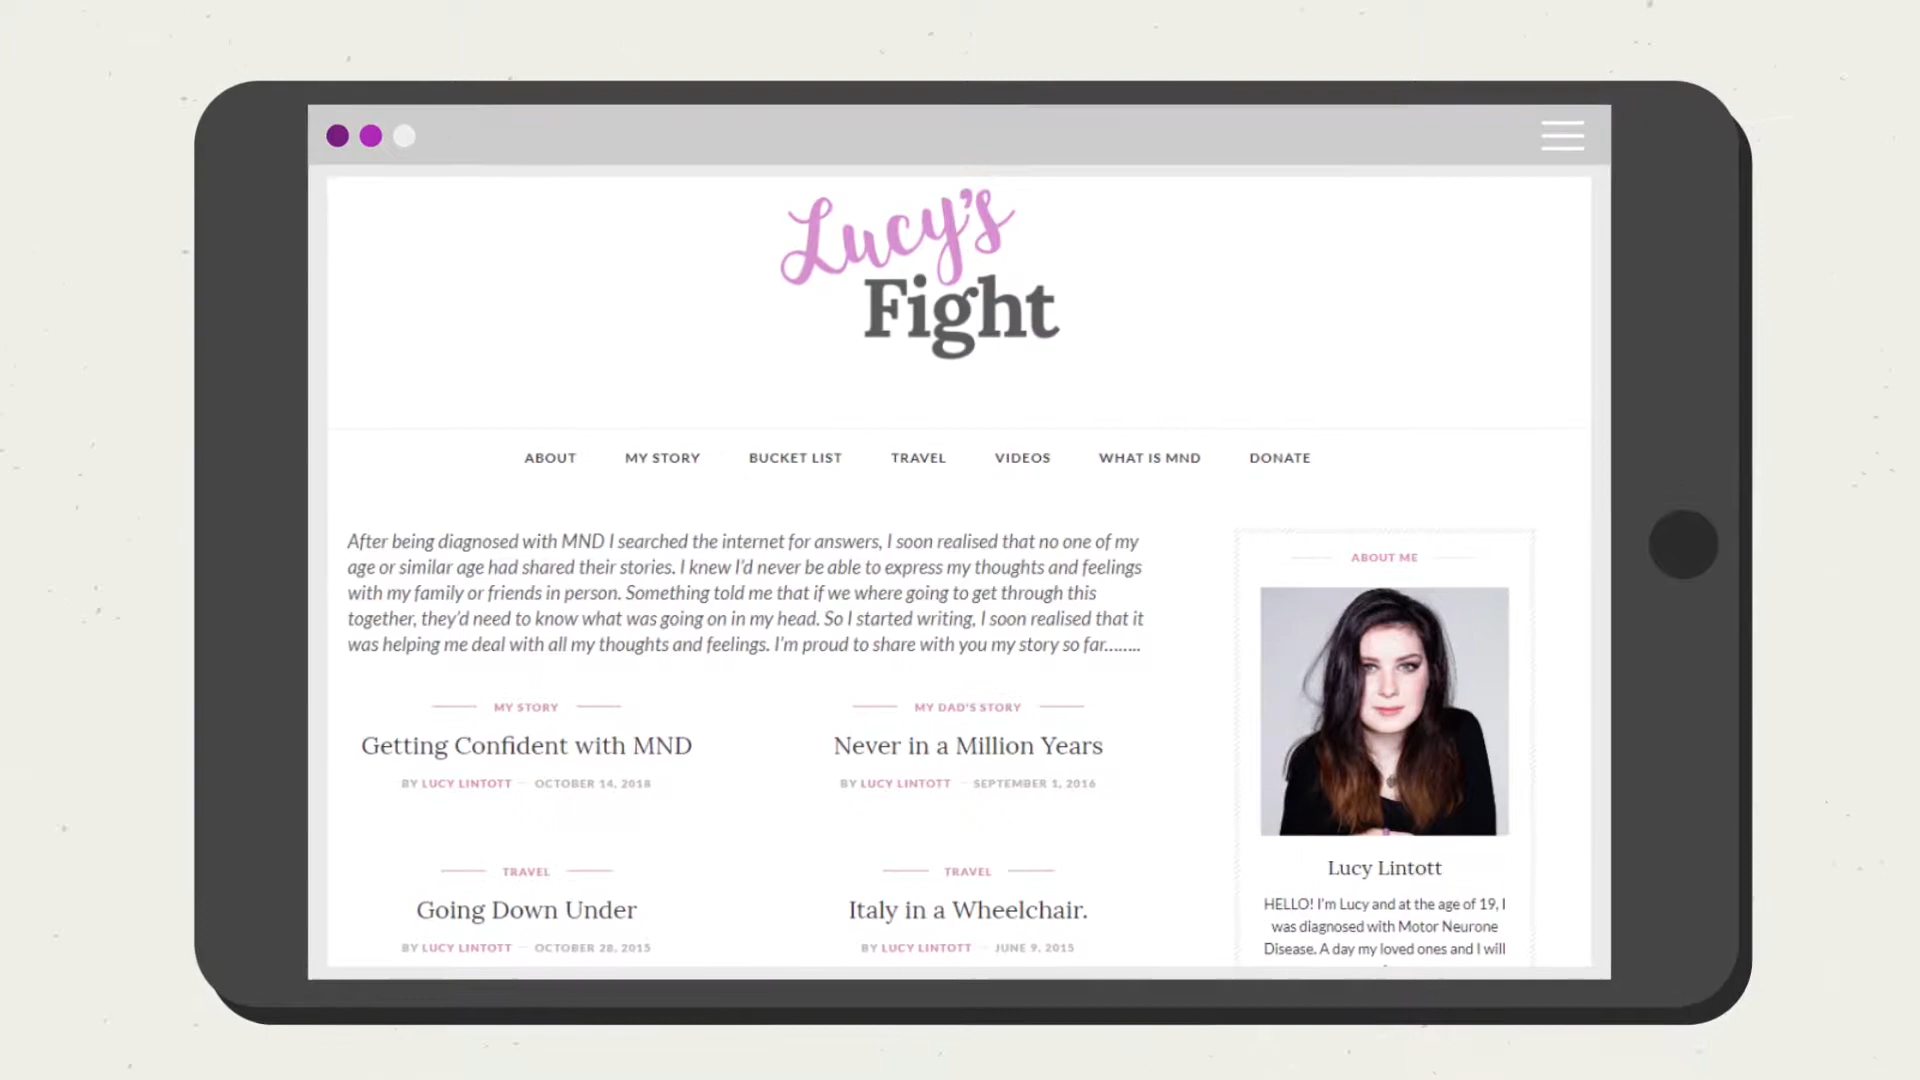 Lucy's
Fight
ABOUT MY STORY BUCKET LIST TRAVEL VIDEOS WHAT IS MND DONATE
After being diagnosed with MND I searched the internet for answers, I soon realised that no one of my
age or similar age had shared their stories. I knew I'd never be able to express my thoughts and feelings
with my family or friends in person. Something told me that if we where going to get through this
together, they'd need to know what was going on in my head. So I started writing, I soon realised that it
was helping me deal with all my thoughts and feelings. I'm proud to share with you my story so far........
MY STORY
Getting Confident with MND
BY LUCY LINTOTT — OCTOBER 14, 2018
MY DAD'S STORY
Never in a Million Years
BY LUCY LINTOTT — SEPTEMBER 1, 2016
TRAVEL
Going Down Under
BY LUCY LINTOTT — OCTOBER 28, 2015
TRAVEL
Italy in a Wheelchair.
BY LUCY LINTOTT — JUNE 9, 2015
ABOUT ME
Lucy Lintott
HELLO! I'm Lucy and at the age of 19, I
was diagnosed with Motor Neurone
Disease. A day my loved ones and I will